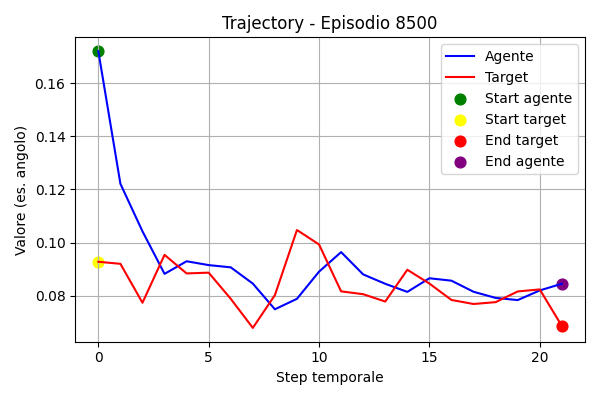 Trajectory - Episodio 8500
Agente
Target
Start agente
Start target
End target
End agente
Valore (es. angolo)
0.16
0.14
0.12
0.10
0.08
0
5
10
15
20
Step temporale